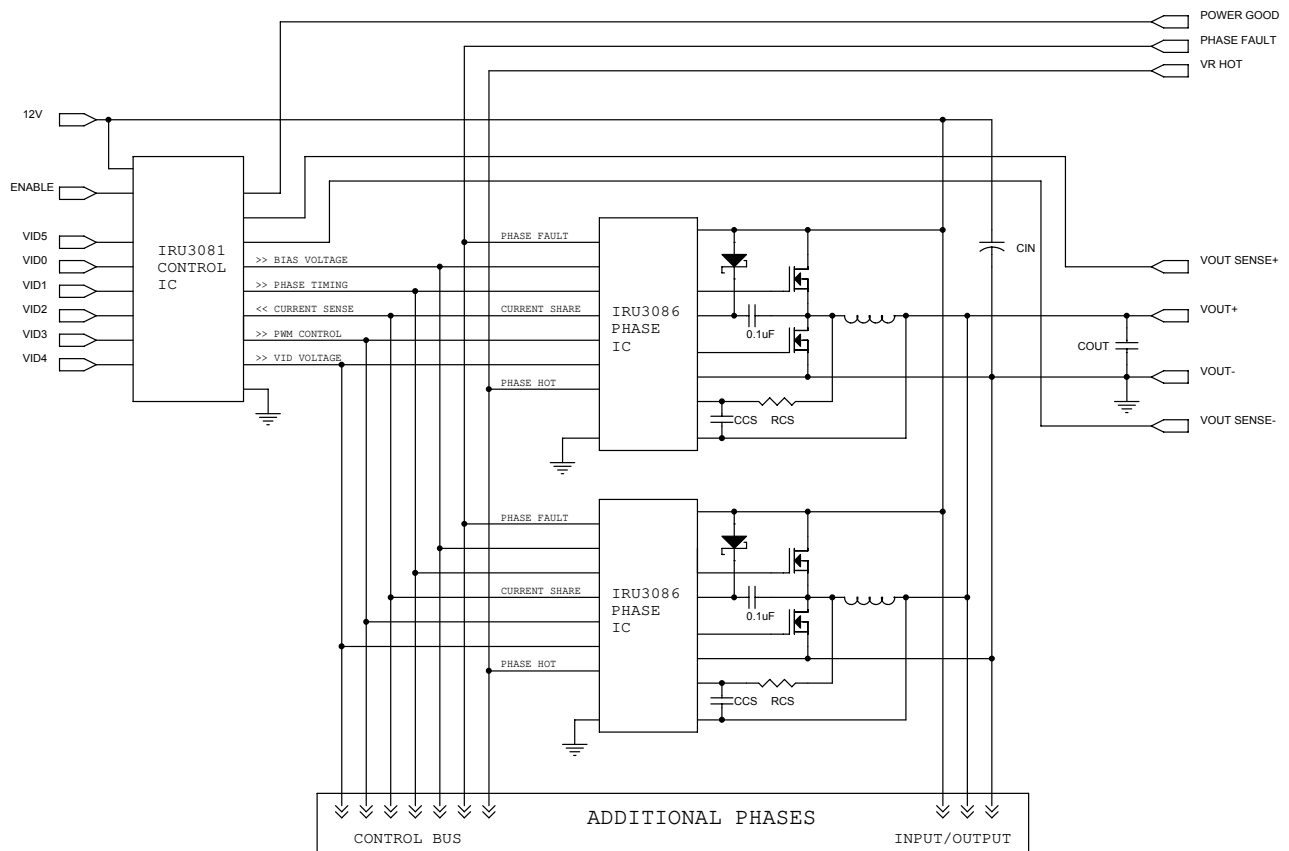 POWER GOOD
PHASE FAULT
VR HOT
12V
ENABLE
VID5
VID0
VID1
VID2
VID3
VID4
IRU3081
CONTROL
IC
>> BIAS VOLTAGE
>> PHASE TIMING
<< CURRENT SENSE
>> PWM CONTROL
>> VID VOLTAGE
PHASE FAULT
CURRENT SHARE
PHASE HOT
IRU3086
PHASE
IC
0.1uF
CCS
RCS
CIN
COUT
VOUT SENSE+
VOUT+
VOUT-
VOUT SENSE-
PHASE FAULT
CURRENT SHARE
PHASE HOT
IRU3086
PHASE
IC
0.1uF
CCS
RCS
ADDITIONAL PHASES
CONTROL BUS
INPUT/OUTPUT